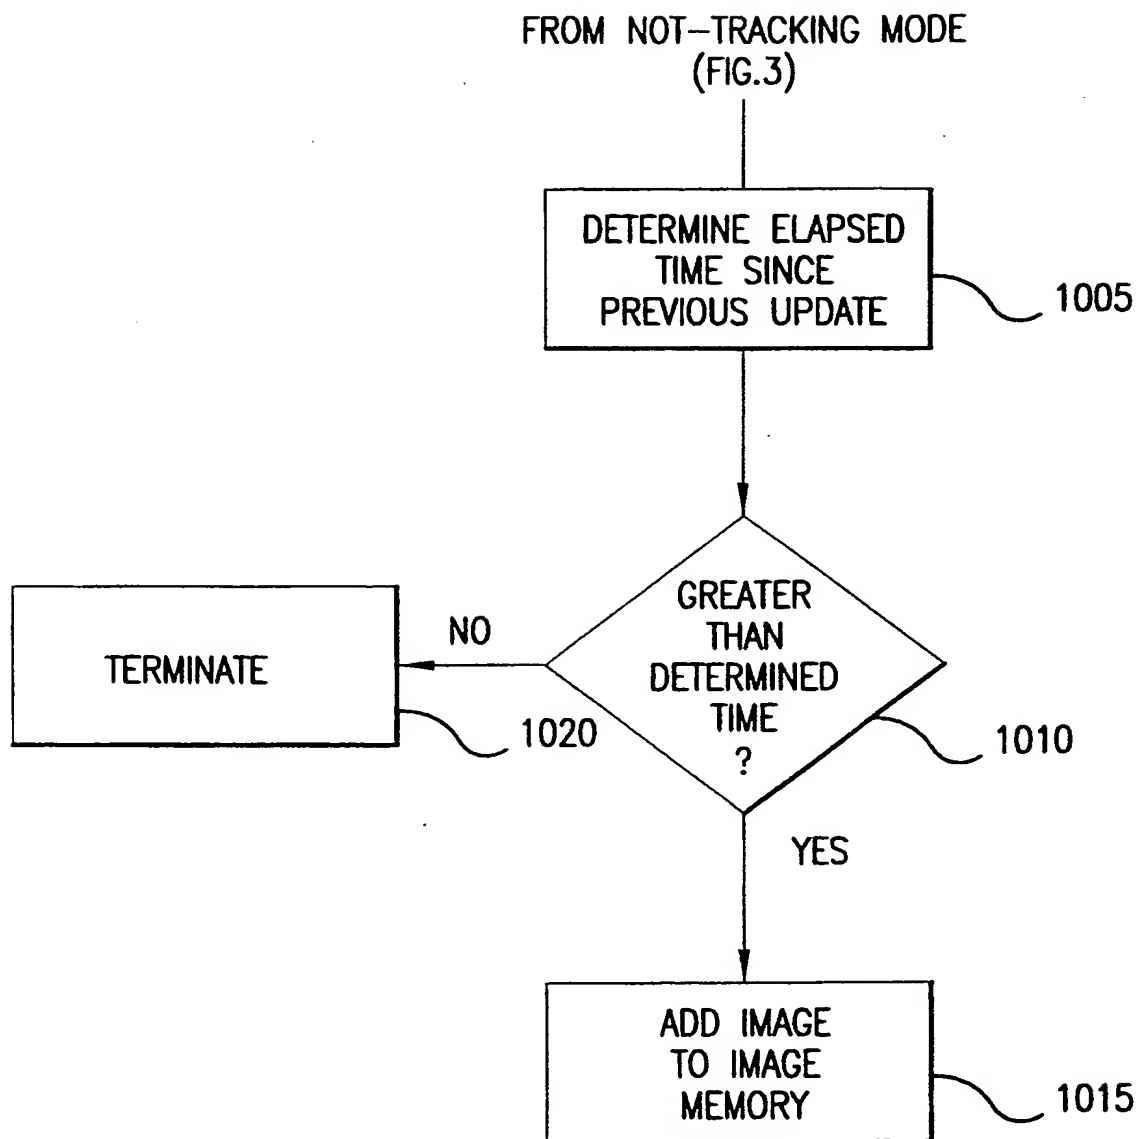 FROM NOT-TRACKING MODE
(FIG.3)
DETERMINE ELAPSED
TIME SINCE
PREVIOUS UPDATE
1005
GREATER
THAN
DETERMINED
TIME
?
1010
NO
TERMINATE
1020
YES
ADD IMAGE
TO IMAGE
MEMORY
1015